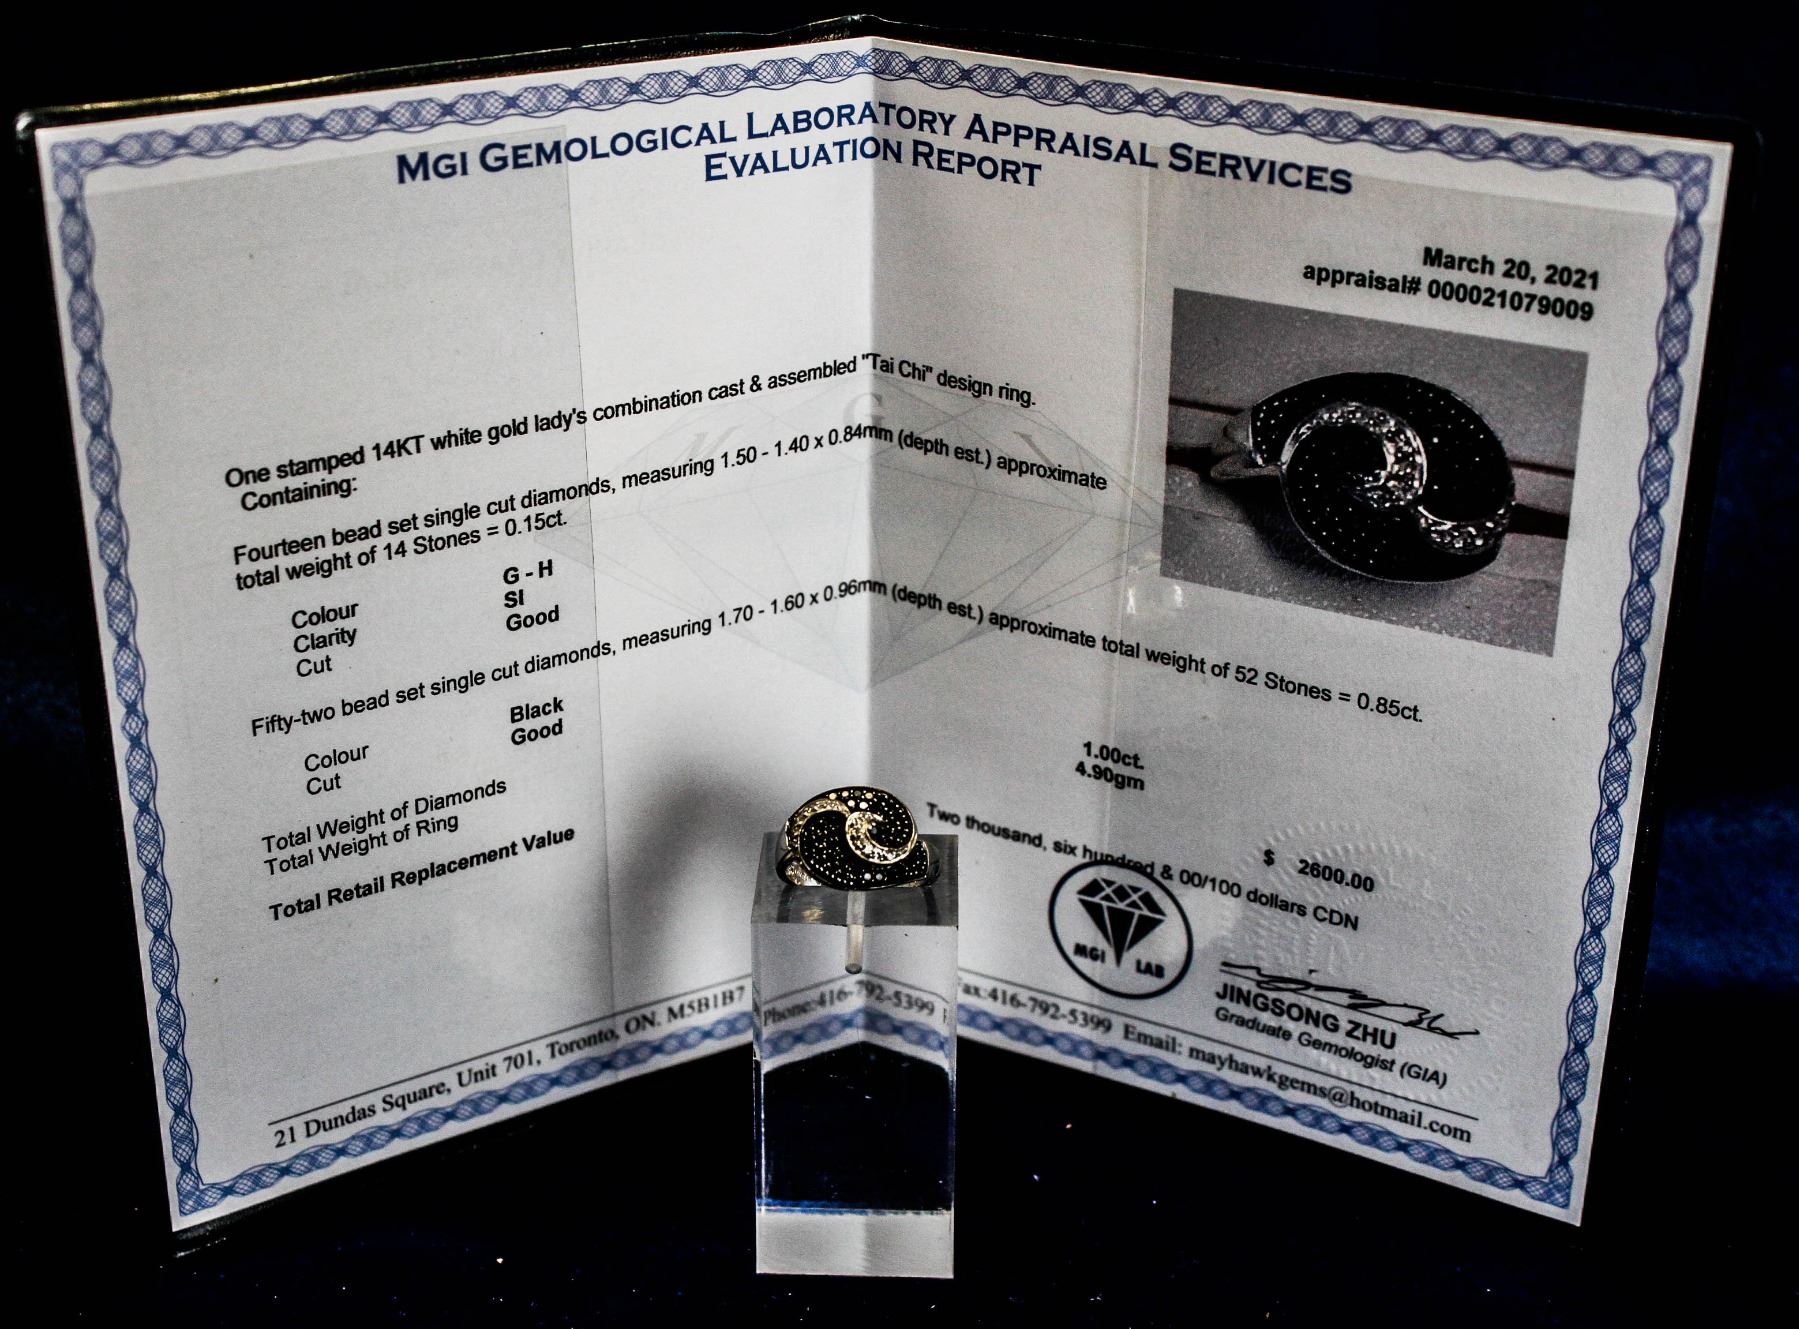 MGI GEMOLOGICAL LABORATORY APPRAISAL SERVICES
EVALUATION REPORT
March 20, 2021
appraisal# 000021079009
One stamped 14KT white gold lady's combination cast & assembled "Tai Chi" design ring.
Containing:
Fourteen bead set single cut diamonds, measuring 1.50 - 1.40 x 0.84mm (depth est.) approximate
total weight of 14 Stones = 0.15ct.
Colour G - H
Clarity SI
Cut Good
Fifty-two bead set single cut diamonds, measuring 1.70 - 1.60 x 0.96mm (depth est.) approximate total weight of 52 Stones = 0.85ct.
Colour Black
Cut Good
Total Weight of Diamonds 1.00ct.
Total Weight of Ring 4.90gm
Total Retail Replacement Value $ 2600.00
Two thousand, six hundred & 00/100 dollars CDN
M G I
MGI LAB
JINGSONG ZHU
Graduate Gemologist (GIA)
21 Dundas Square, Unit 701, Toronto, ON. M5B1B7 Phone:416-792-5399 Fax:416-792-5399 Email: mayhawkgems@hotmail.com